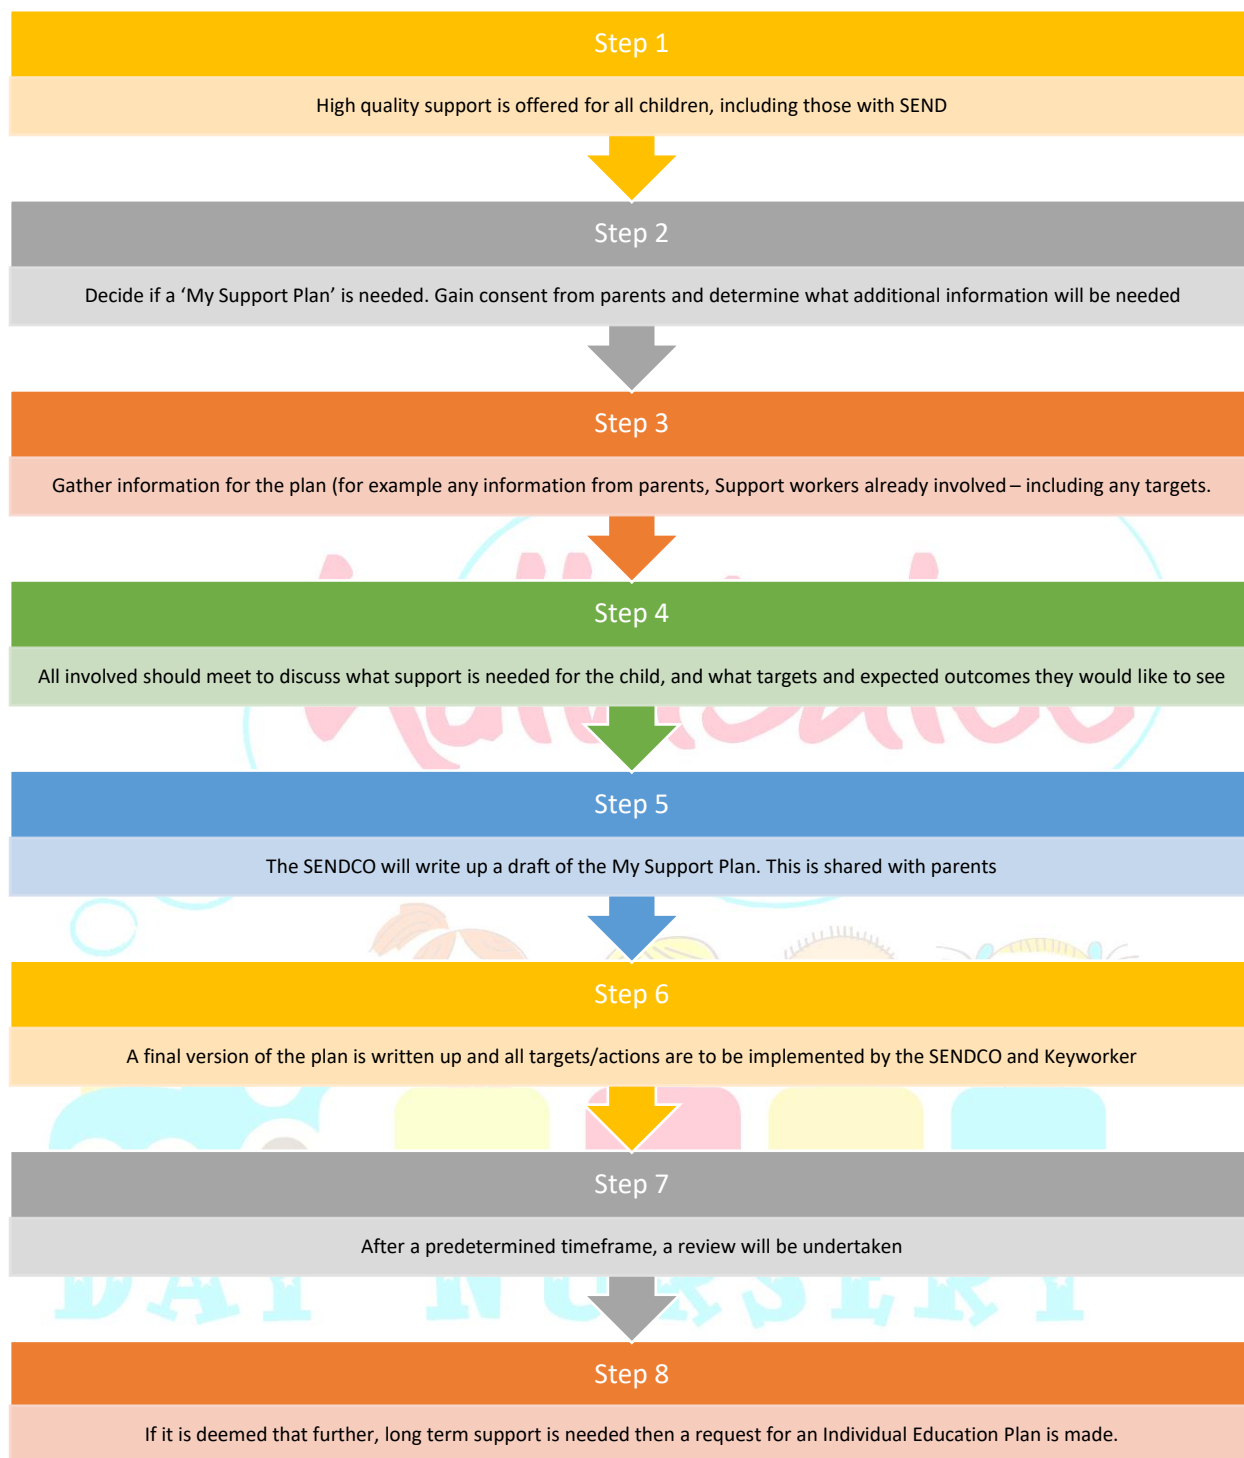 Step 1
High quality support is offered for all children, including those with SEND
Step 2
Decide if a ‘My Support Plan’ is needed. Gain consent from parents and determine what additional information will be needed
Step 3
Gather information for the plan (for example any information from parents, Support workers already involved – including any targets.
Step 4
All involved should meet to discuss what support is needed for the child, and what targets and expected outcomes they would like to see
Step 5
The SENDCO will write up a draft of the My Support Plan. This is shared with parents
Step 6
A final version of the plan is written up and all targets/actions are to be implemented by the SENDCO and Keyworker
Step 7
After a predetermined timeframe, a review will be undertaken
DAY NURSERY
Step 8
If it is deemed that further, long term support is needed then a request for an Individual Education Plan is made.